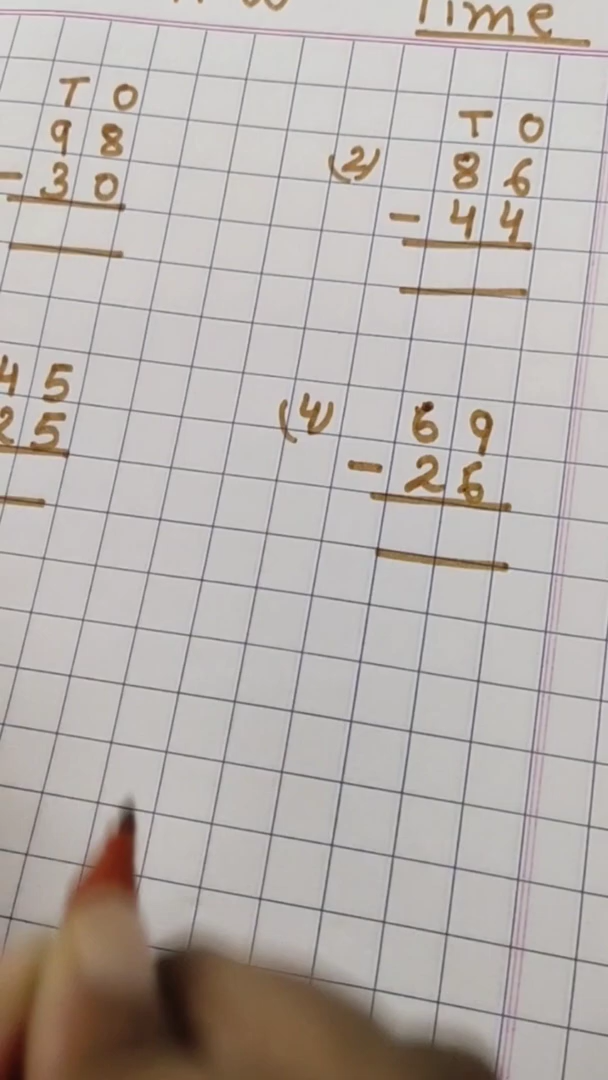 Time
T O
9 8
- 3 0
(2)
T O
8 6
- 4 4
4 5
2 5
(4)
6 9
- 2 6